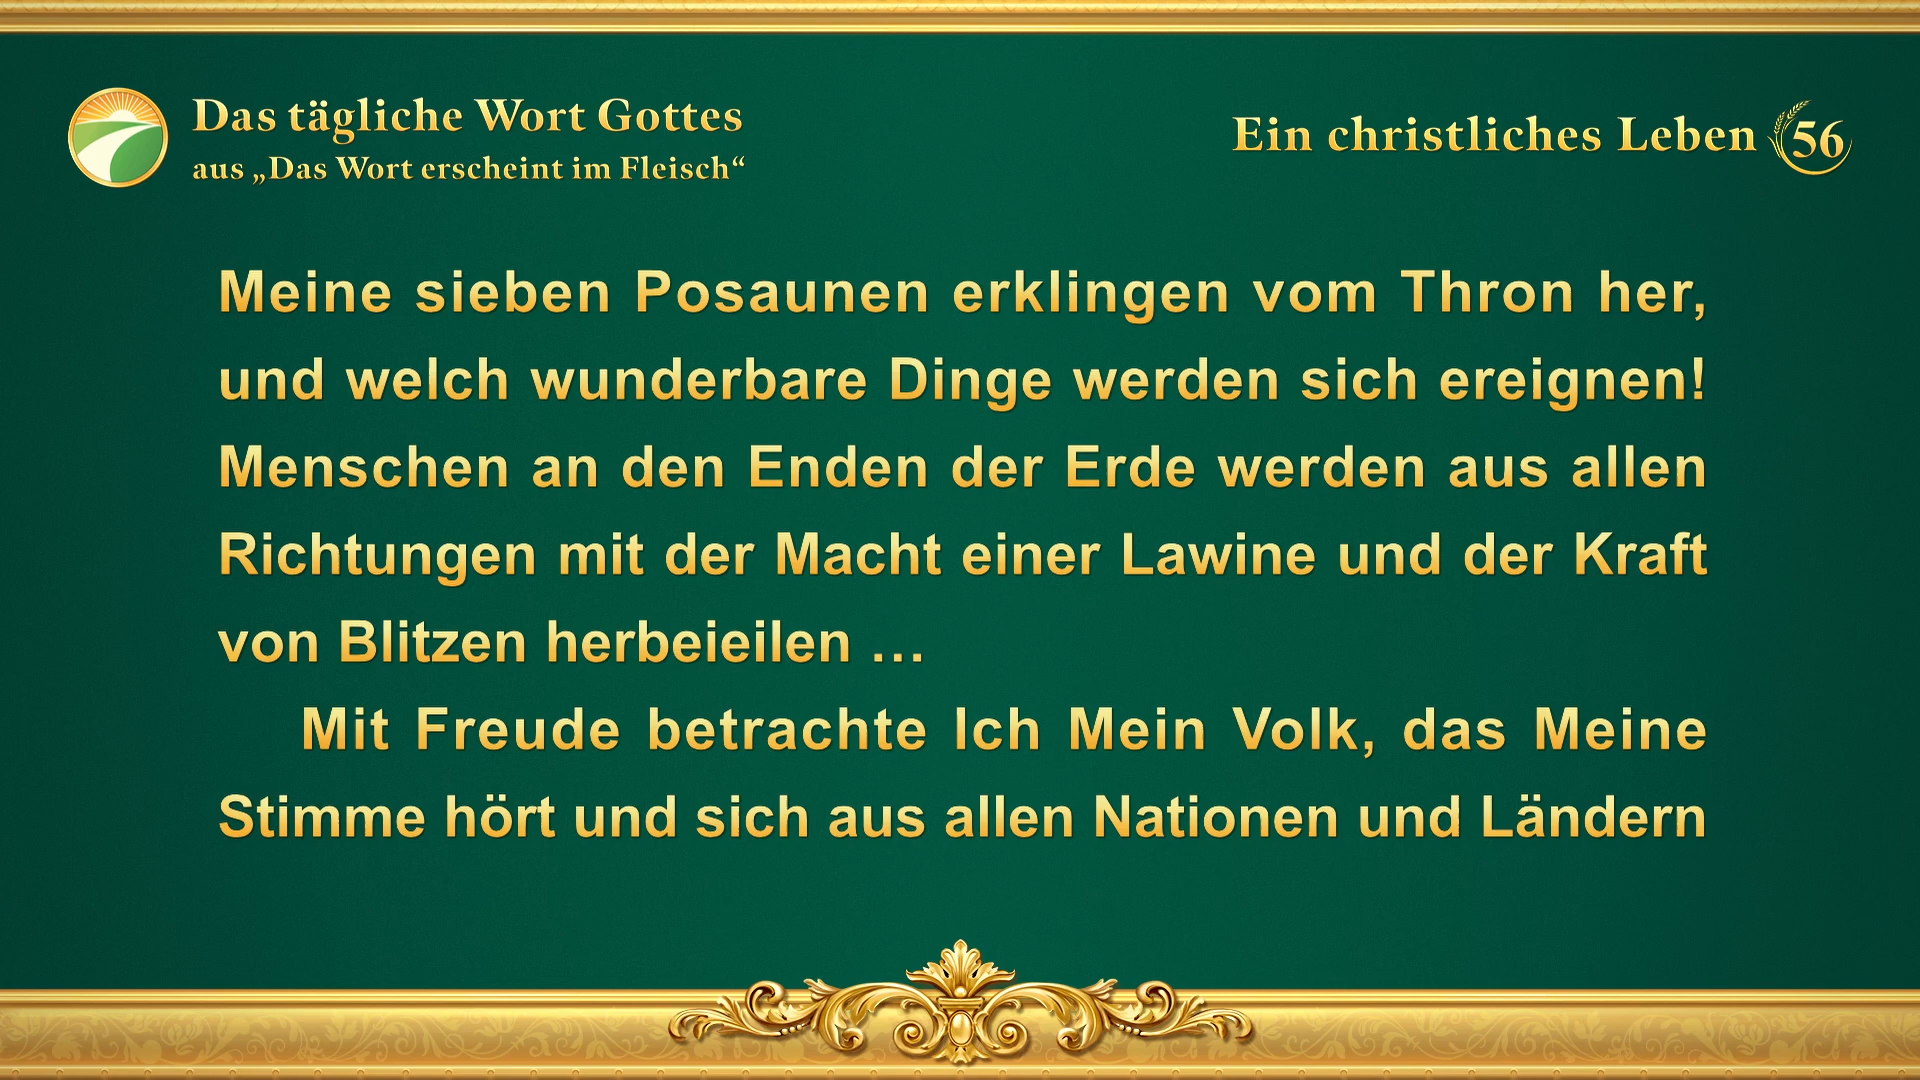 Das tägliche Wort Gottes
aus „Das Wort erscheint im Fleisch“
Ein christliches Leben 56
Meine sieben Posaunen erklingen vom Thron her,
und welch wunderbare Dinge werden sich ereignen!
Menschen an den Enden der Erde werden aus allen
Richtungen mit der Macht einer Lawine und der Kraft
von Blitzen herbeieilen …
Mit Freude betrachte Ich Mein Volk, das Meine
Stimme hört und sich aus allen Nationen und Ländern